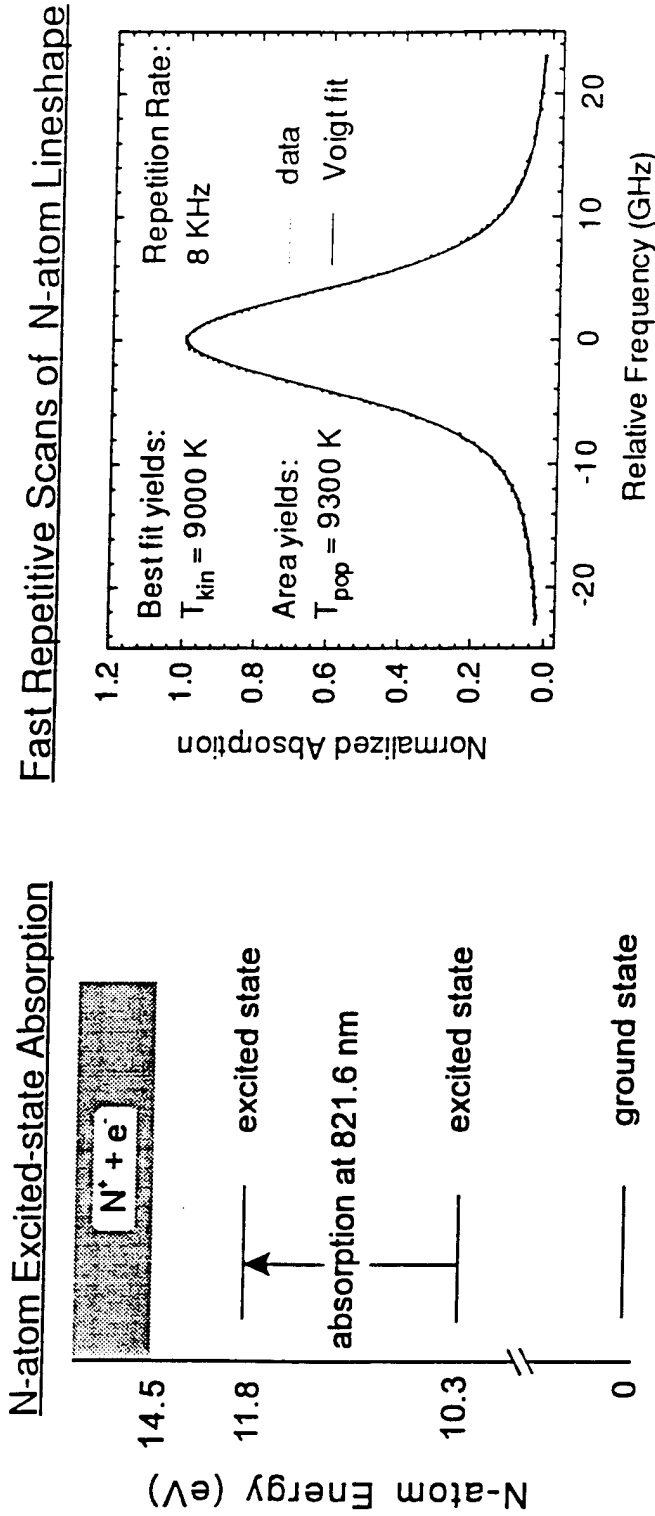 N-atom Excited-state Absorption
N-atom Energy (eV)
14.5
11.8
10.3
0
N⁺ + e⁻
excited state
absorption at 821.6 nm
excited state
ground state
Fast Repetitive Scans of N-atom Lineshape
Normalized Absorption
1.2
1.0
0.8
0.6
0.4
0.2
0.0
Best fit yields:
T_kin = 9000 K
Area yields:
T_pop = 9300 K
Repetition Rate:
8 KHz
data
Voigt fit
-20
-10
0
10
20
Relative Frequency (GHz)